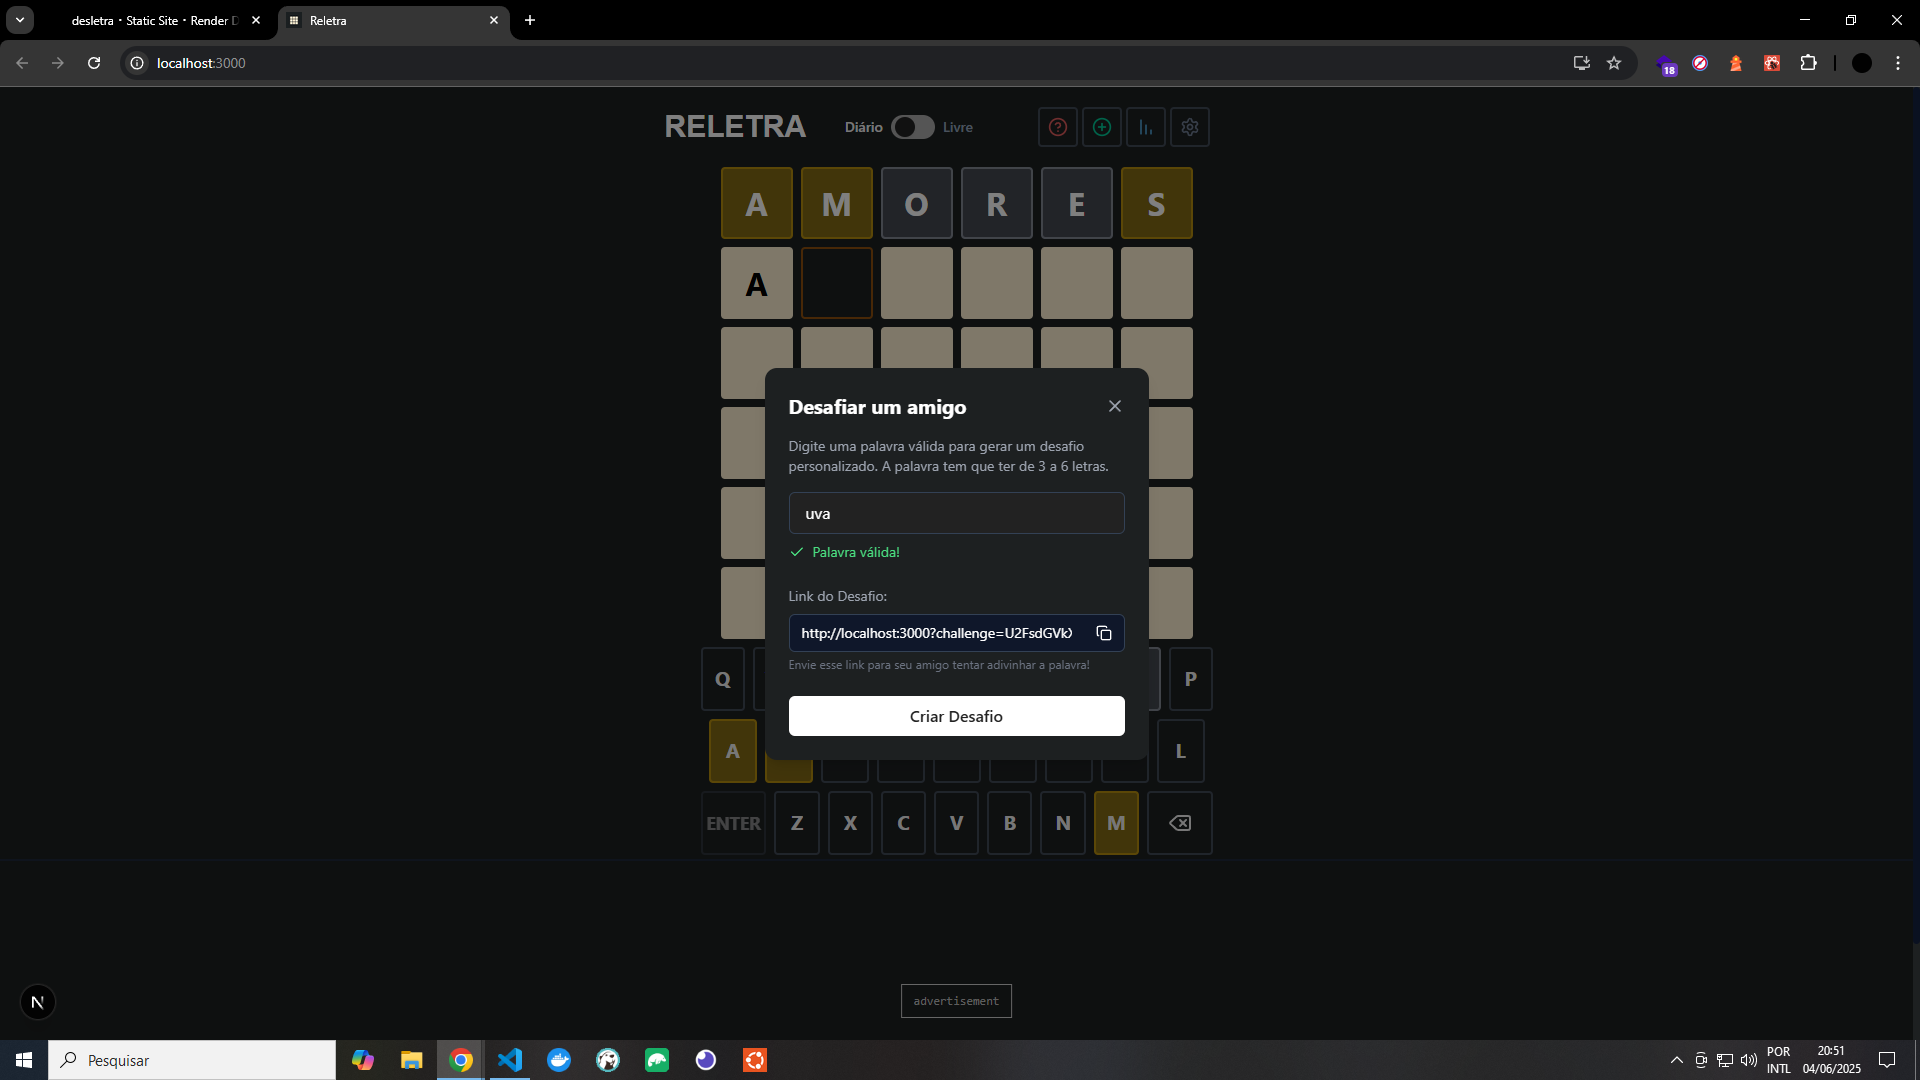 desletra · Static Site · Render D
Reletra
localhost:3000
18
RELETRA
Diário
Livre
A M O R E S
A
Desafiar um amigo
Digite uma palavra válida para gerar um desafio
personalizado. A palavra tem que ter de 3 a 6 letras.
uva
Palavra válida!
Link do Desafio:
http://localhost:3000?challenge=U2FsdGVkX
Envie esse link para seu amigo tentar adivinhar a palavra!
Criar Desafio
Q P
A L
ENTER Z X C V B N M
advertisement
N
Pesquisar
POR
INTL
20:51
04/06/2025